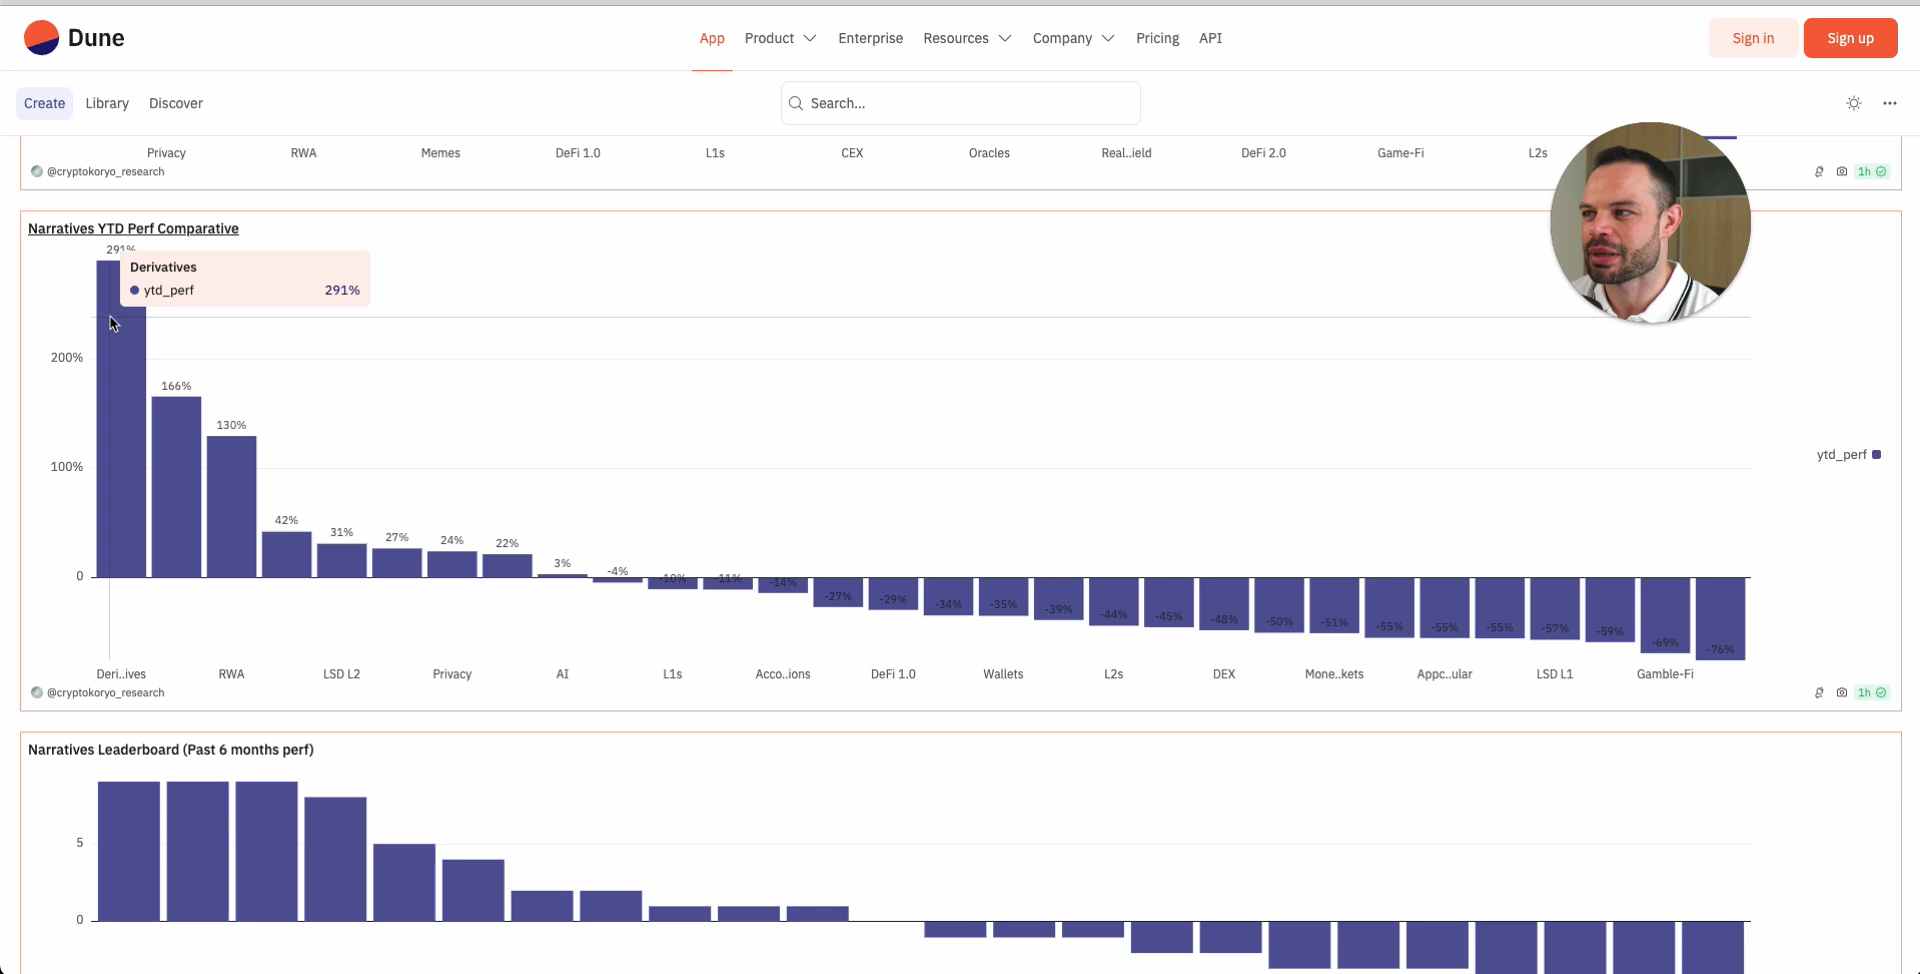 Dune
App Product Enterprise Resources Company Pricing API
Sign in Sign up
Create Library Discover
Search...
Privacy RWA Memes DeFi 1.0 L1s CEX Oracles Real..ield DeFi 2.0 Game-Fi L2s
@cryptokoryo_research
1h
Narratives YTD Perf Comparative
291%
Derivatives
ytd_perf 291%
200%
166%
130%
100%
ytd_perf
42%
31%
27%
24%
22%
3%
-4%
0
-10%
-11%
-14%
-27%
-29%
-34%
-35%
-39%
-44%
-45%
-48%
-50%
-51%
-55%
-55%
-55%
-57%
-59%
-69%
-76%
Deri..ives RWA LSD L2 Privacy AI L1s Acco..ions DeFi 1.0 Wallets L2s DEX Mone..kets Appc..ular LSD L1 Gamble-Fi
@cryptokoryo_research
1h
Narratives Leaderboard (Past 6 months perf)
5
0